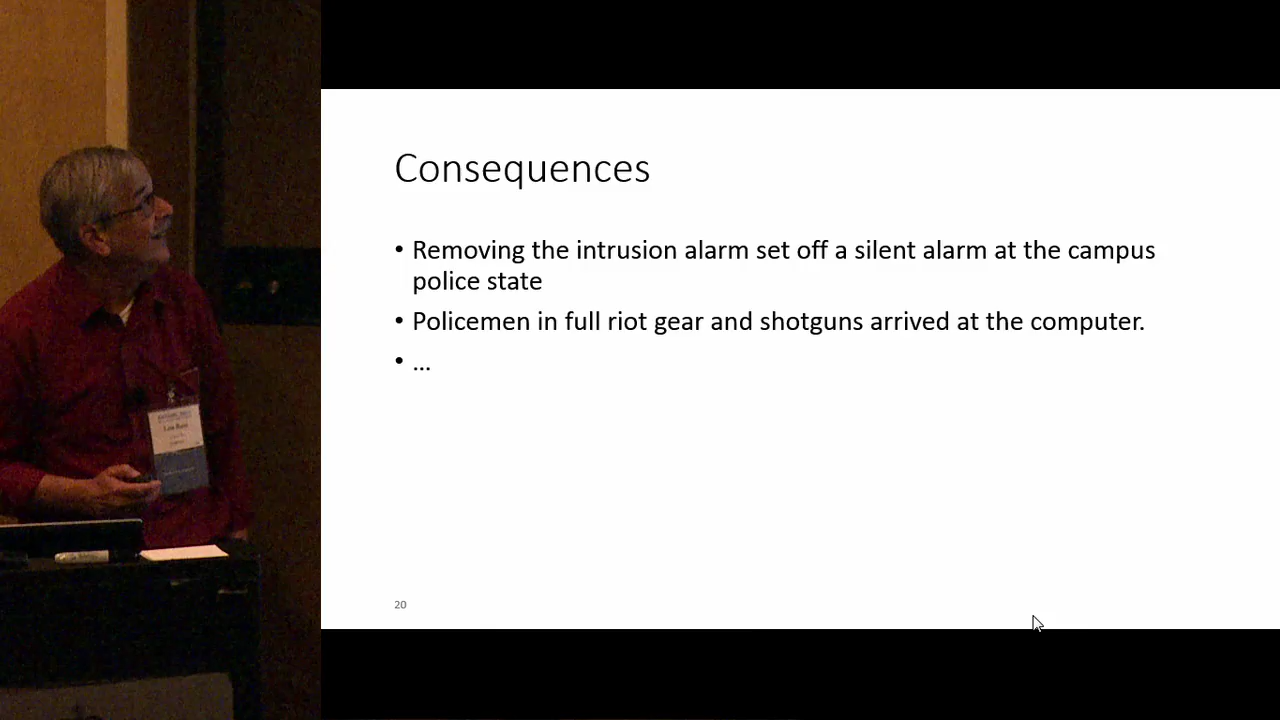 Consequences
• Removing the intrusion alarm set off a silent alarm at the campus
police state
• Policemen in full riot gear and shotguns arrived at the computer.
• ...
20